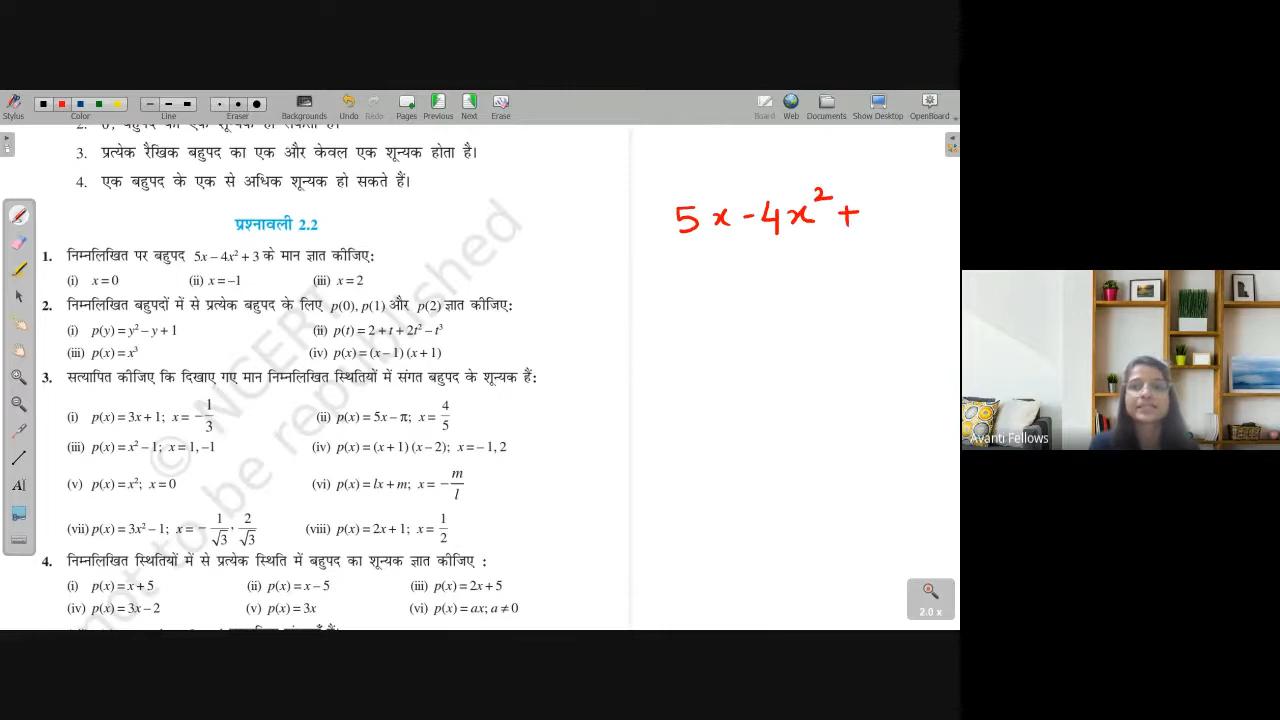 Stylus
Color
Line
Eraser
Backgrounds
Undo
Redo
Pages
Previous
Next
Erase
Board
Web
Documents
Show Desktop
OpenBoard
3. प्रत्येक रैखिक बहुपद का एक और केवल एक शून्यक होता है।
4. एक बहुपद के एक से अधिक शून्यक हो सकते हैं।
प्रश्नावली 2.2
1. निम्नलिखित पर बहुपद 5x – 4x² + 3 के मान ज्ञात कीजिए:
(i) x = 0 (ii) x = –1 (iii) x = 2
2. निम्नलिखित बहुपदों में से प्रत्येक बहुपद के लिए p(0), p(1) और p(2) ज्ञात कीजिए:
(i) p(y) = y² – y + 1 (ii) p(t) = 2 + t + 2t² – t³
(iii) p(x) = x³ (iv) p(x) = (x – 1) (x + 1)
3. सत्यापित कीजिए कि दिखाए गए मान निम्नलिखित स्थितियों में संगत बहुपद के शून्यक हैं:
(i) p(x) = 3x + 1; x = –1/3 (ii) p(x) = 5x – π; x = 4/5
(iii) p(x) = x² – 1; x = 1, –1 (iv) p(x) = (x + 1) (x – 2); x = – 1, 2
(v) p(x) = x²; x = 0 (vi) p(x) = lx + m; x = –m/l
(vii) p(x) = 3x² – 1; x = –1/√3, 2/√3 (viii) p(x) = 2x + 1; x = 1/2
4. निम्नलिखित स्थितियों में से प्रत्येक स्थिति में बहुपद का शून्यक ज्ञात कीजिए :
(i) p(x) = x + 5 (ii) p(x) = x – 5 (iii) p(x) = 2x + 5
(iv) p(x) = 3x – 2 (v) p(x) = 3x (vi) p(x) = ax; a ≠ 0
© NCERT
not to be republished
5x - 4x² +
2.0 x
Avanti Fellows